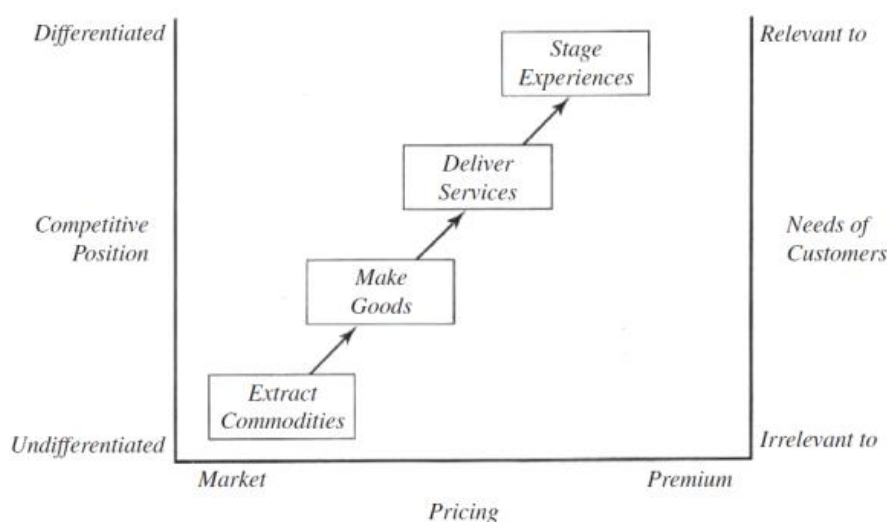 Differentiated
Relevant to
Stage
Experiences
Deliver
Services
Competitive
Position
Needs of
Customers
Make
Goods
Extract
Commodities
Undifferentiated
Irrelevant to
Market
Premium
Pricing